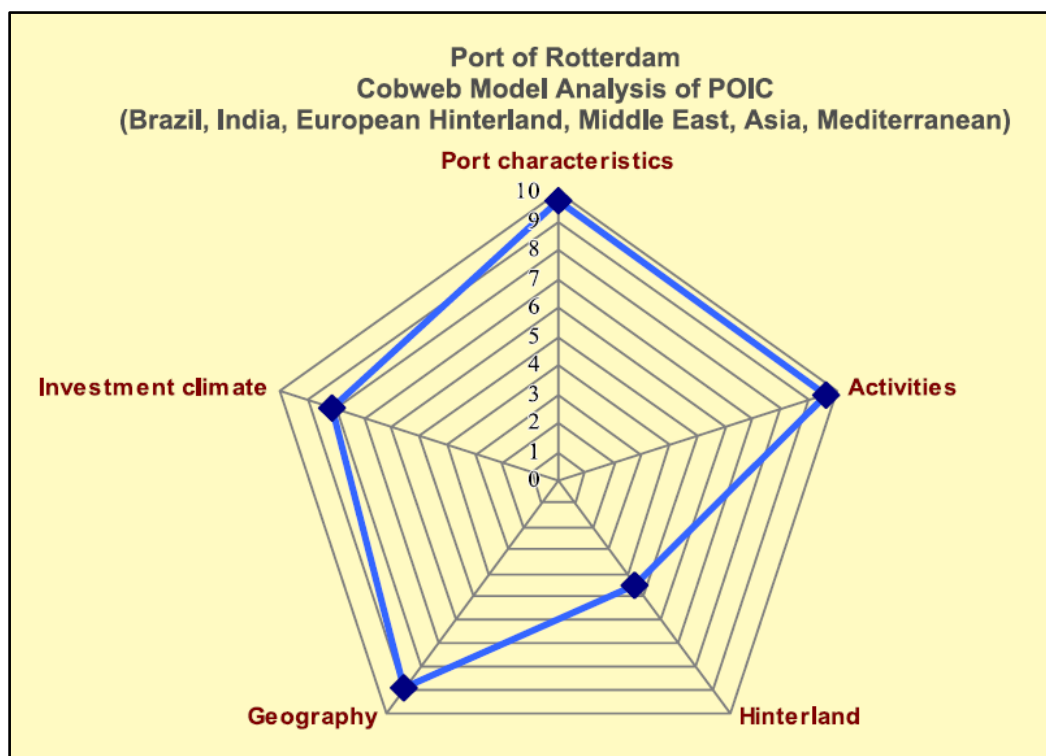 Port of Rotterdam
Cobweb Model Analysis of POIC
(Brazil, India, European Hinterland, Middle East, Asia, Mediterranean)
Port characteristics
10
9
8
7
6
5
4
3
2
1
0
Investment climate
Activities
Geography
Hinterland